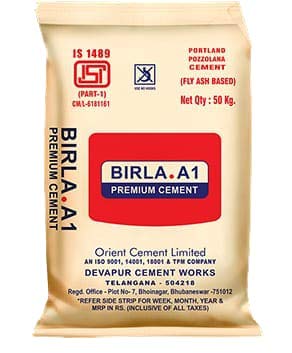 IS 1489
(PART-1)
CM/L-6181161
USE NO HOOKS
PORTLAND
POZZOLANA
CEMENT
(FLY ASH BASED)
Net Qty : 50 Kg.
BIRLA.A1
PREMIUM CEMENT
BIRLA.A1
PREMIUM CEMENT
Orient Cement Limited
AN ISO 9001, 14001, 18001 & TPM COMPANY
DEVAPUR CEMENT WORKS
TELANGANA - 504218
Regd. Office - Plot No- 7, Bhoinagar, Bhubaneswar -751012
*REFER SIDE STRIP FOR WEEK, MONTH, YEAR &
MRP IN RS. (INCLUSIVE OF ALL TAXES)